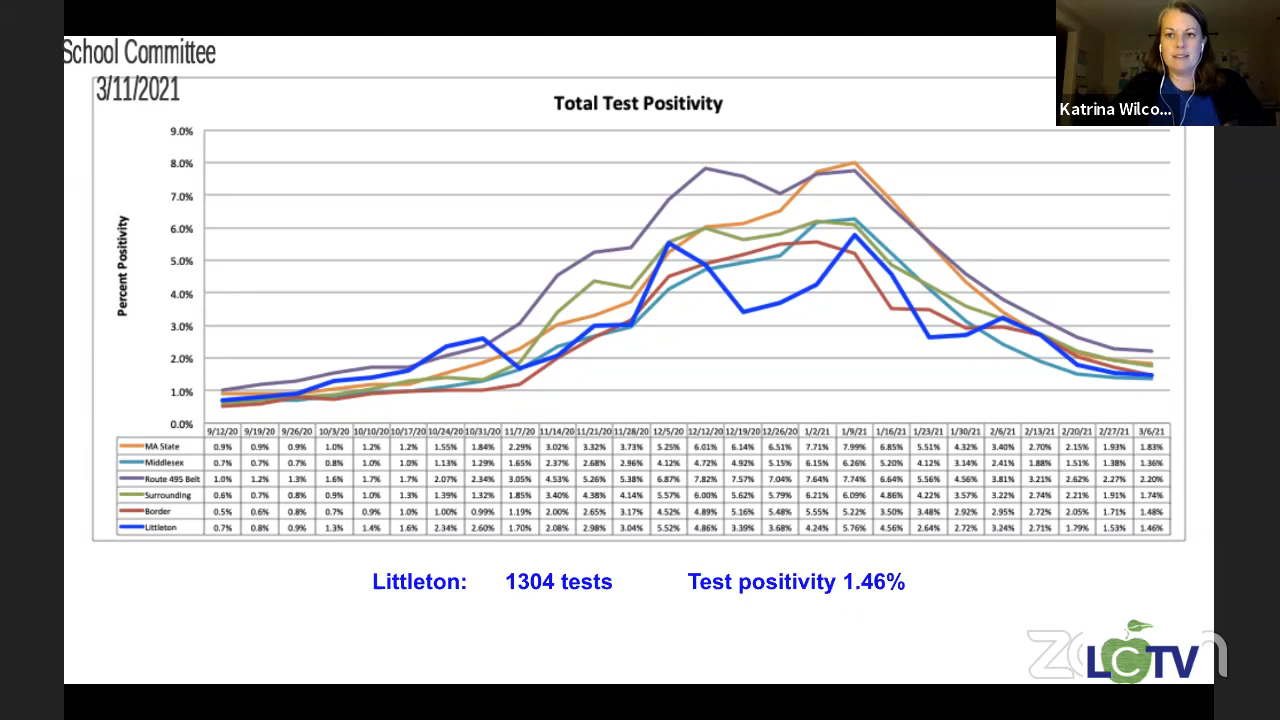 School Committee
3/11/2021
Katrina Wilco...
Total Test Positivity
Percent Positivity
9.0%
8.0%
7.0%
6.0%
5.0%
4.0%
3.0%
2.0%
1.0%
0.0%
9/12/20 9/19/20 9/26/20 10/3/20 10/10/20 10/17/20 10/24/20 10/31/20 11/7/20 11/14/20 11/21/20 11/28/20 12/5/20 12/12/20 12/19/20 12/26/20 1/2/21 1/9/21 1/16/21 1/23/21 1/30/21 2/6/21 2/13/21 2/20/21 2/27/21 3/6/21
MA State 0.9% 0.9% 0.9% 1.0% 1.2% 1.2% 1.55% 1.84% 2.29% 3.02% 3.32% 3.73% 5.25% 6.01% 6.14% 6.51% 7.71% 7.99% 6.85% 5.51% 4.32% 3.40% 2.70% 2.15% 1.93% 1.83%
Middlesex 0.7% 0.7% 0.7% 0.8% 1.0% 1.0% 1.13% 1.29% 1.65% 2.37% 2.68% 2.96% 4.12% 4.72% 4.92% 5.15% 6.15% 6.26% 5.20% 4.12% 3.14% 2.41% 1.88% 1.51% 1.38% 1.36%
Route 495 Belt 1.0% 1.2% 1.3% 1.6% 1.7% 1.7% 2.07% 2.34% 3.05% 4.53% 5.26% 5.38% 6.87% 7.82% 7.57% 7.04% 7.64% 7.74% 6.64% 5.56% 4.56% 3.81% 3.21% 2.62% 2.27% 2.20%
Surrounding 0.6% 0.7% 0.8% 0.9% 1.0% 1.3% 1.39% 1.32% 1.85% 3.40% 4.38% 4.14% 5.57% 6.00% 5.62% 5.79% 6.21% 6.09% 4.86% 4.22% 3.57% 3.22% 2.74% 2.21% 1.91% 1.74%
Border 0.5% 0.6% 0.8% 0.7% 0.9% 1.0% 1.00% 0.99% 1.19% 2.00% 2.65% 3.17% 4.52% 4.89% 5.16% 5.48% 5.55% 5.22% 3.50% 3.48% 2.92% 2.95% 2.72% 2.05% 1.71% 1.48%
Littleton 0.7% 0.8% 0.9% 1.3% 1.4% 1.6% 2.34% 2.60% 1.70% 2.08% 2.98% 3.04% 5.52% 4.86% 3.39% 3.68% 4.24% 5.76% 4.56% 2.64% 2.72% 3.24% 2.71% 1.79% 1.53% 1.46%
Littleton: 1304 tests Test positivity 1.46%
LCTV